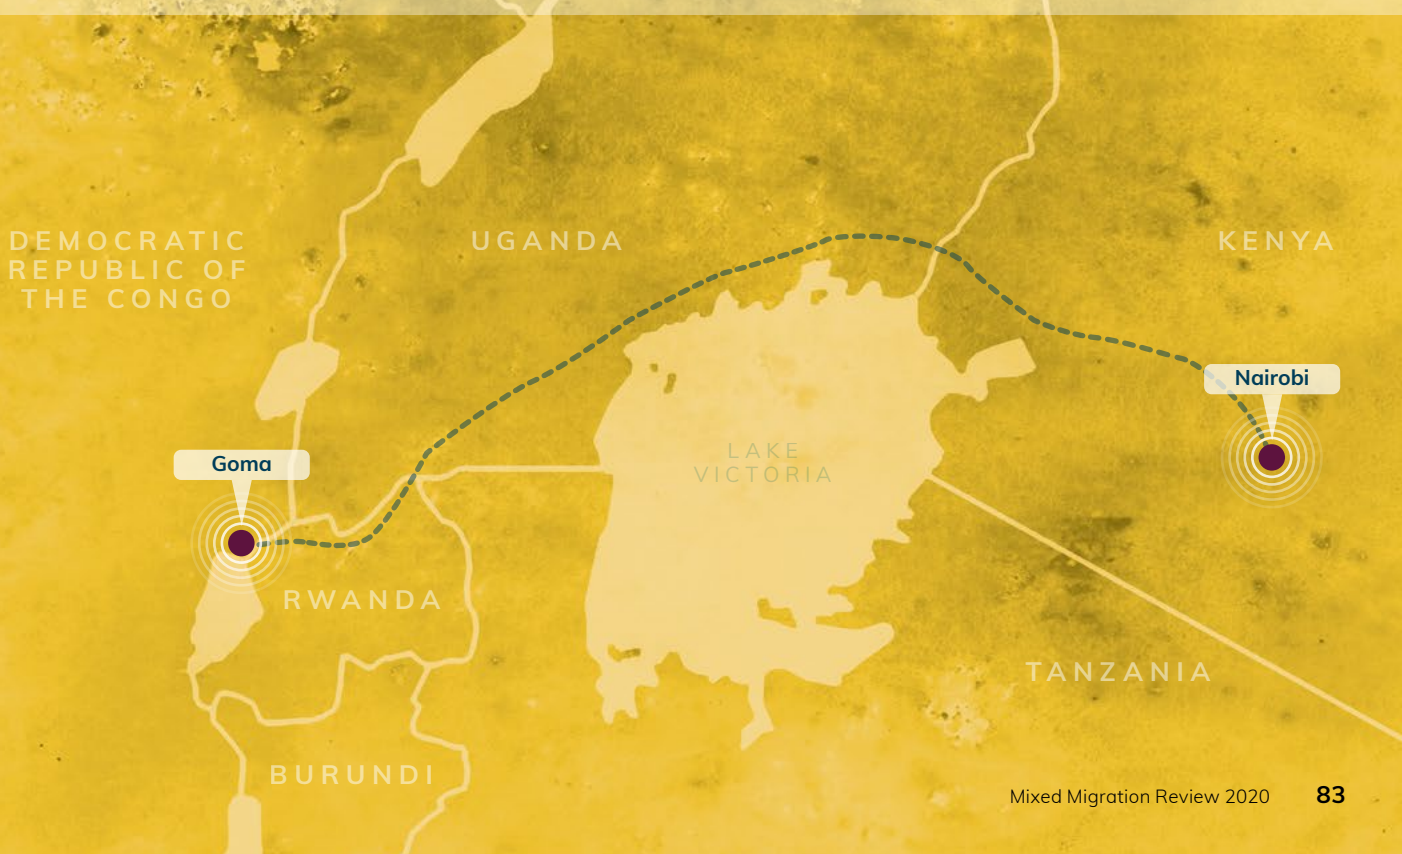 DEMOCRATIC
REPUBLIC OF
THE CONGO
UGANDA
KENYA
Nairobi
Goma
LAKE
VICTORIA
RWANDA
TANZANIA
BURUNDI
Mixed Migration Review 2020 83